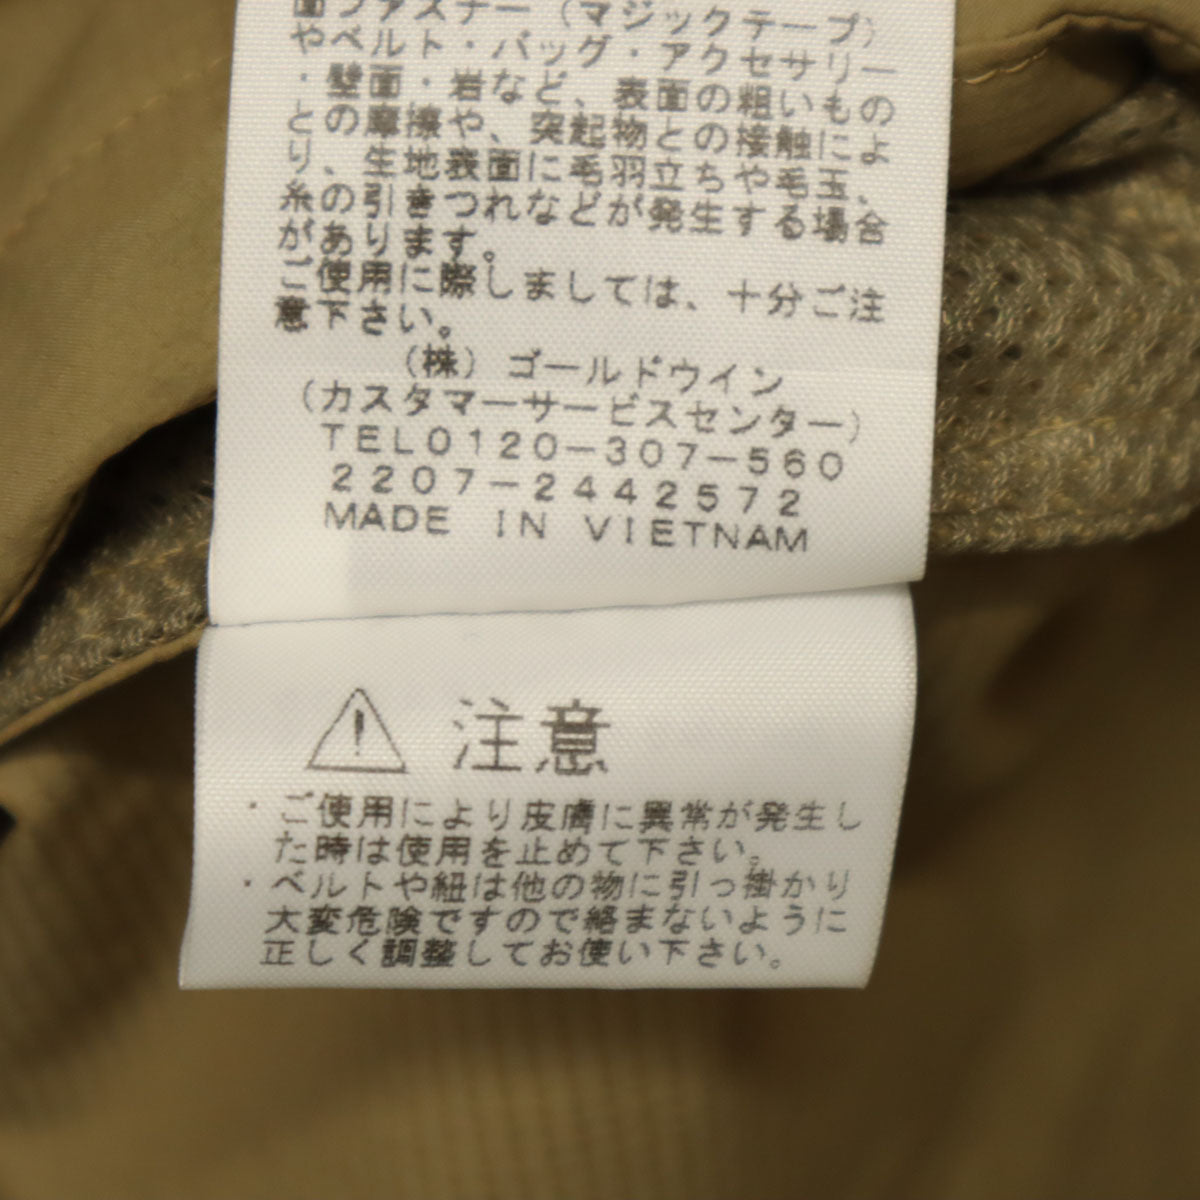 面ファスナー（マジックテープ）
やベルト・バッグ・アクセサリー
・壁面・岩など、表面の粗いもの
との摩擦や、突起物との接触によ
り、生地表面に毛羽立ちや毛玉、
糸の引きつれなどが発生する場合
があります。
ご使用に際しましては、十分ご注
意下さい。
（株）ゴールドウイン
（カスタマーサービスセンター）
TEL0120-307-560
2207-2442572
MADE IN VIETNAM
注意
・ご使用により皮膚に異常が発生し
た時は使用を止めて下さい。
・ベルトや紐は他の物に引っ掛かり
大変危険ですので絡まないように
正しく調整してお使い下さい。